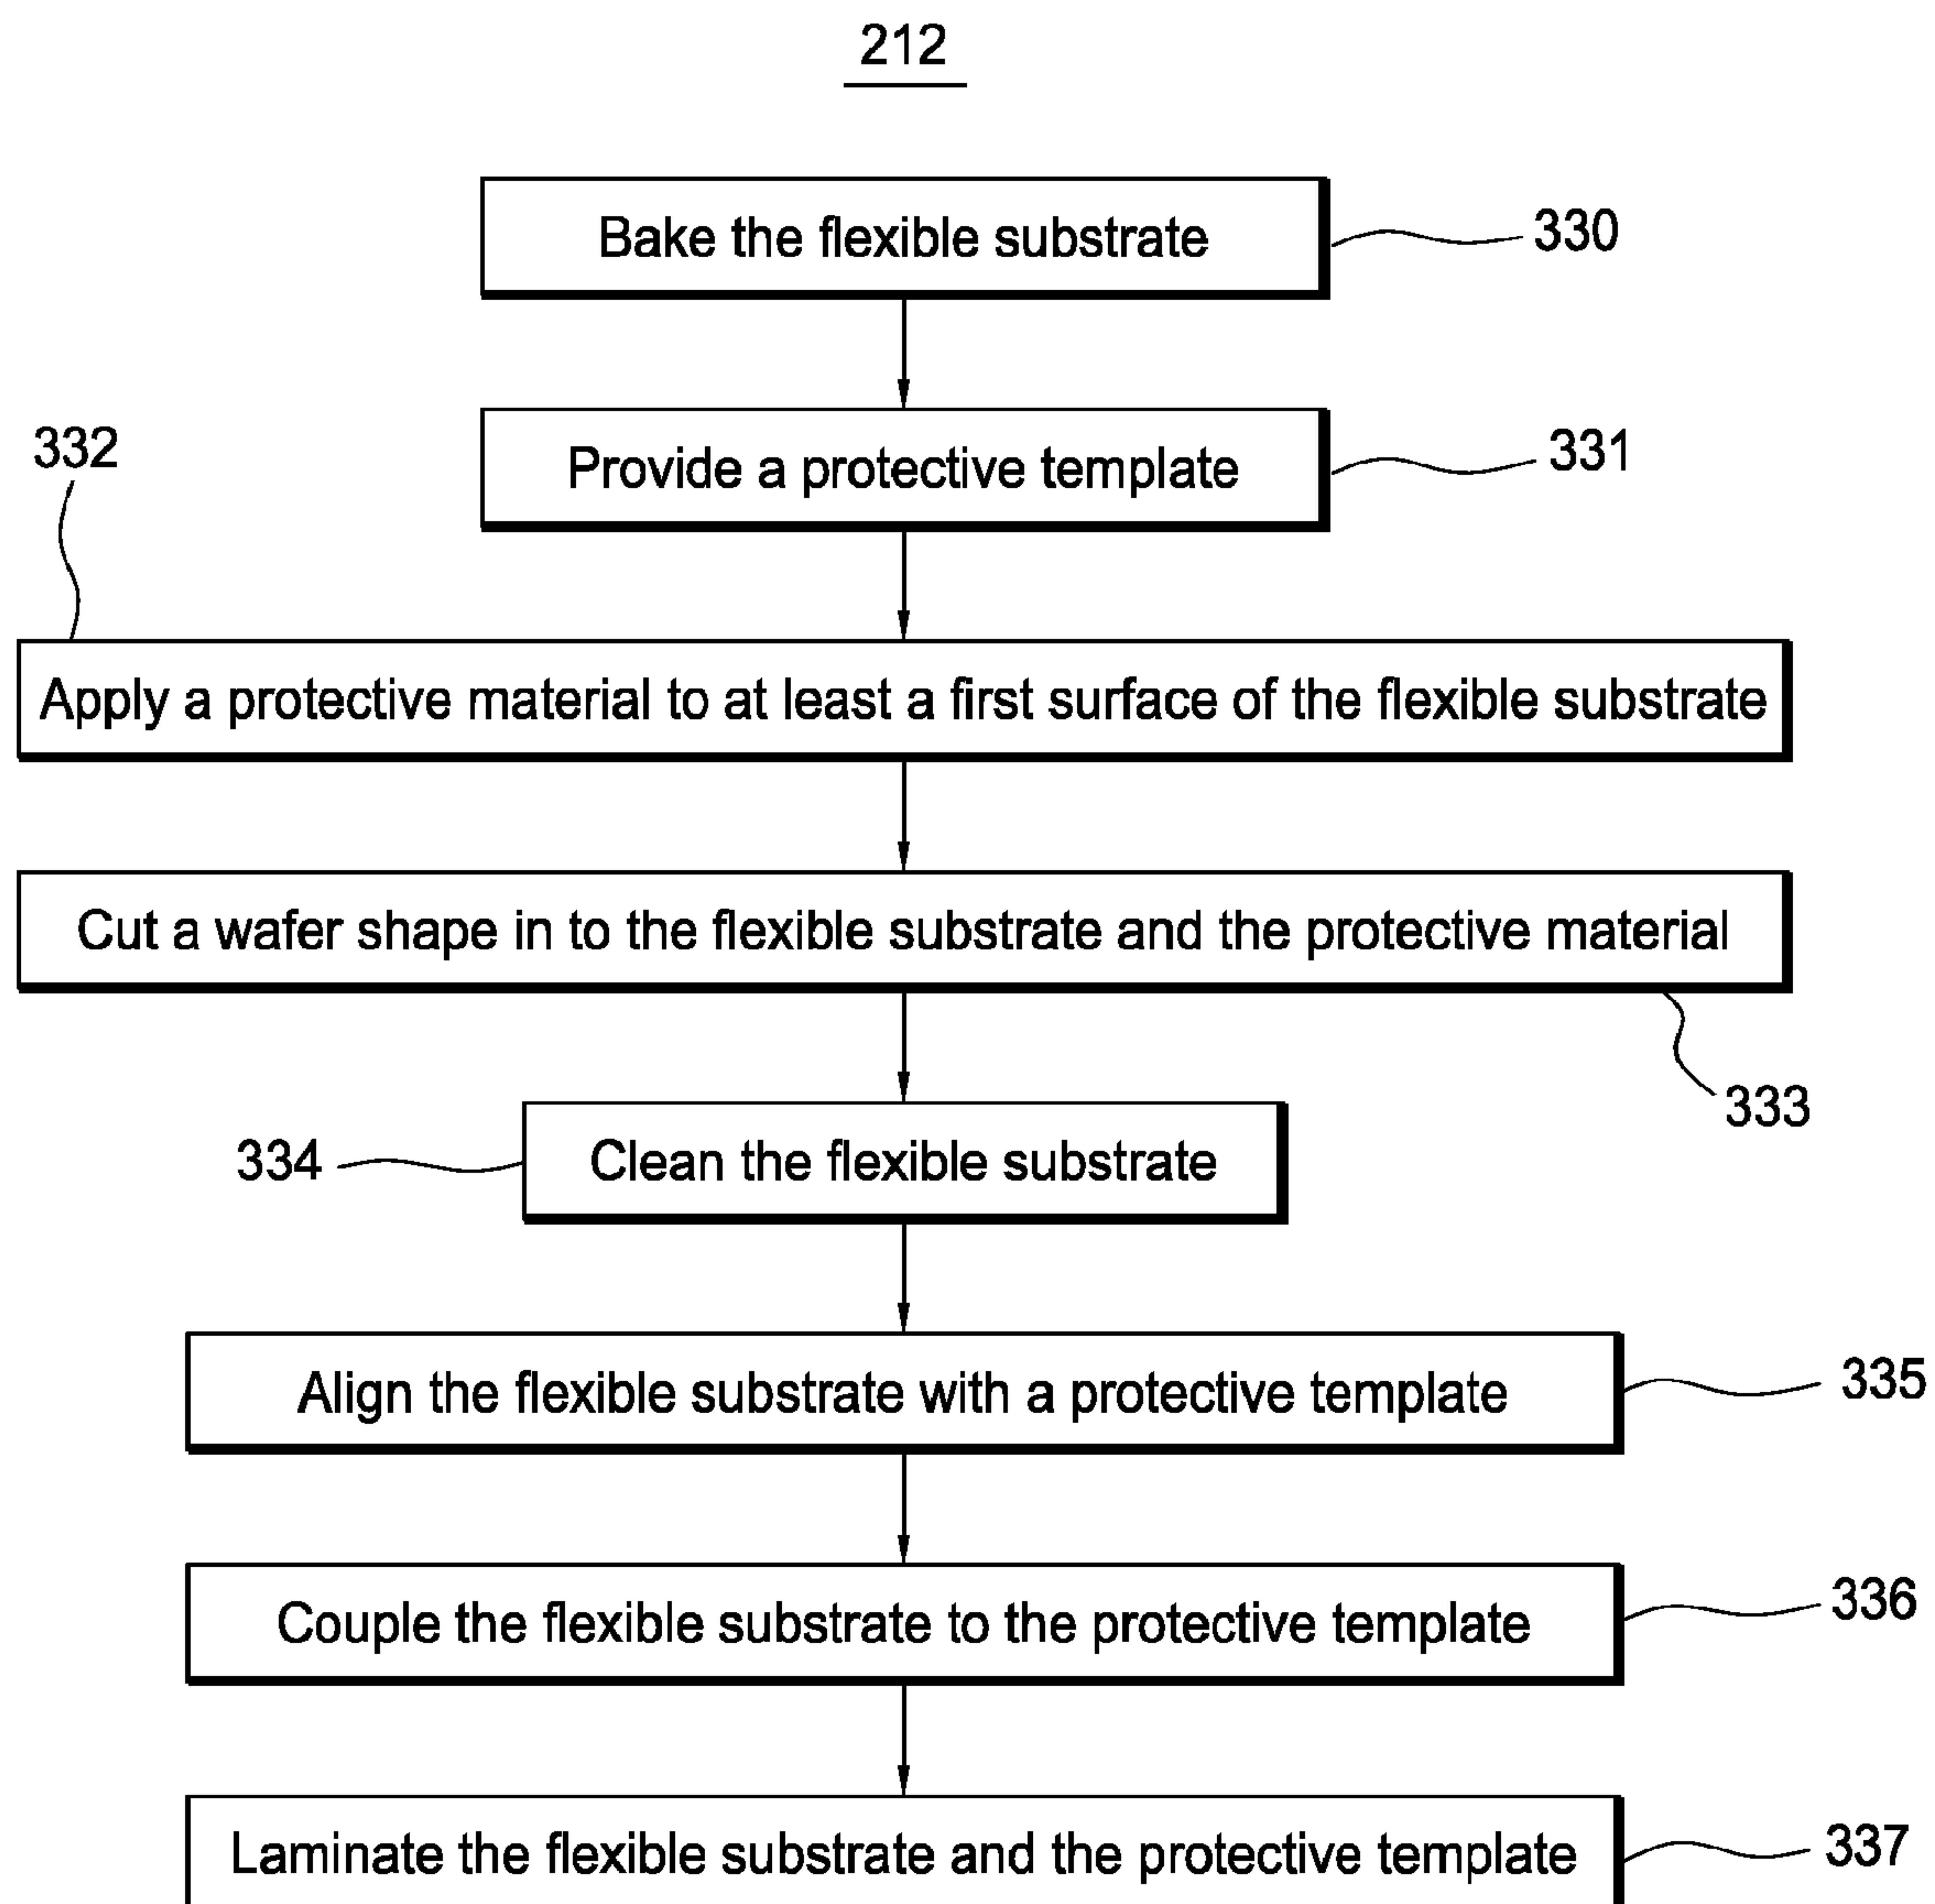 212
Bake the flexible substrate
330
Provide a protective template
331
332
Apply a protective material to at least a first surface of the flexible substrate
Cut a wafer shape in to the flexible substrate and the protective material
333
334
Clean the flexible substrate
Align the flexible substrate with a protective template
335
Couple the flexible substrate to the protective template
336
Laminate the flexible substrate and the protective template
337